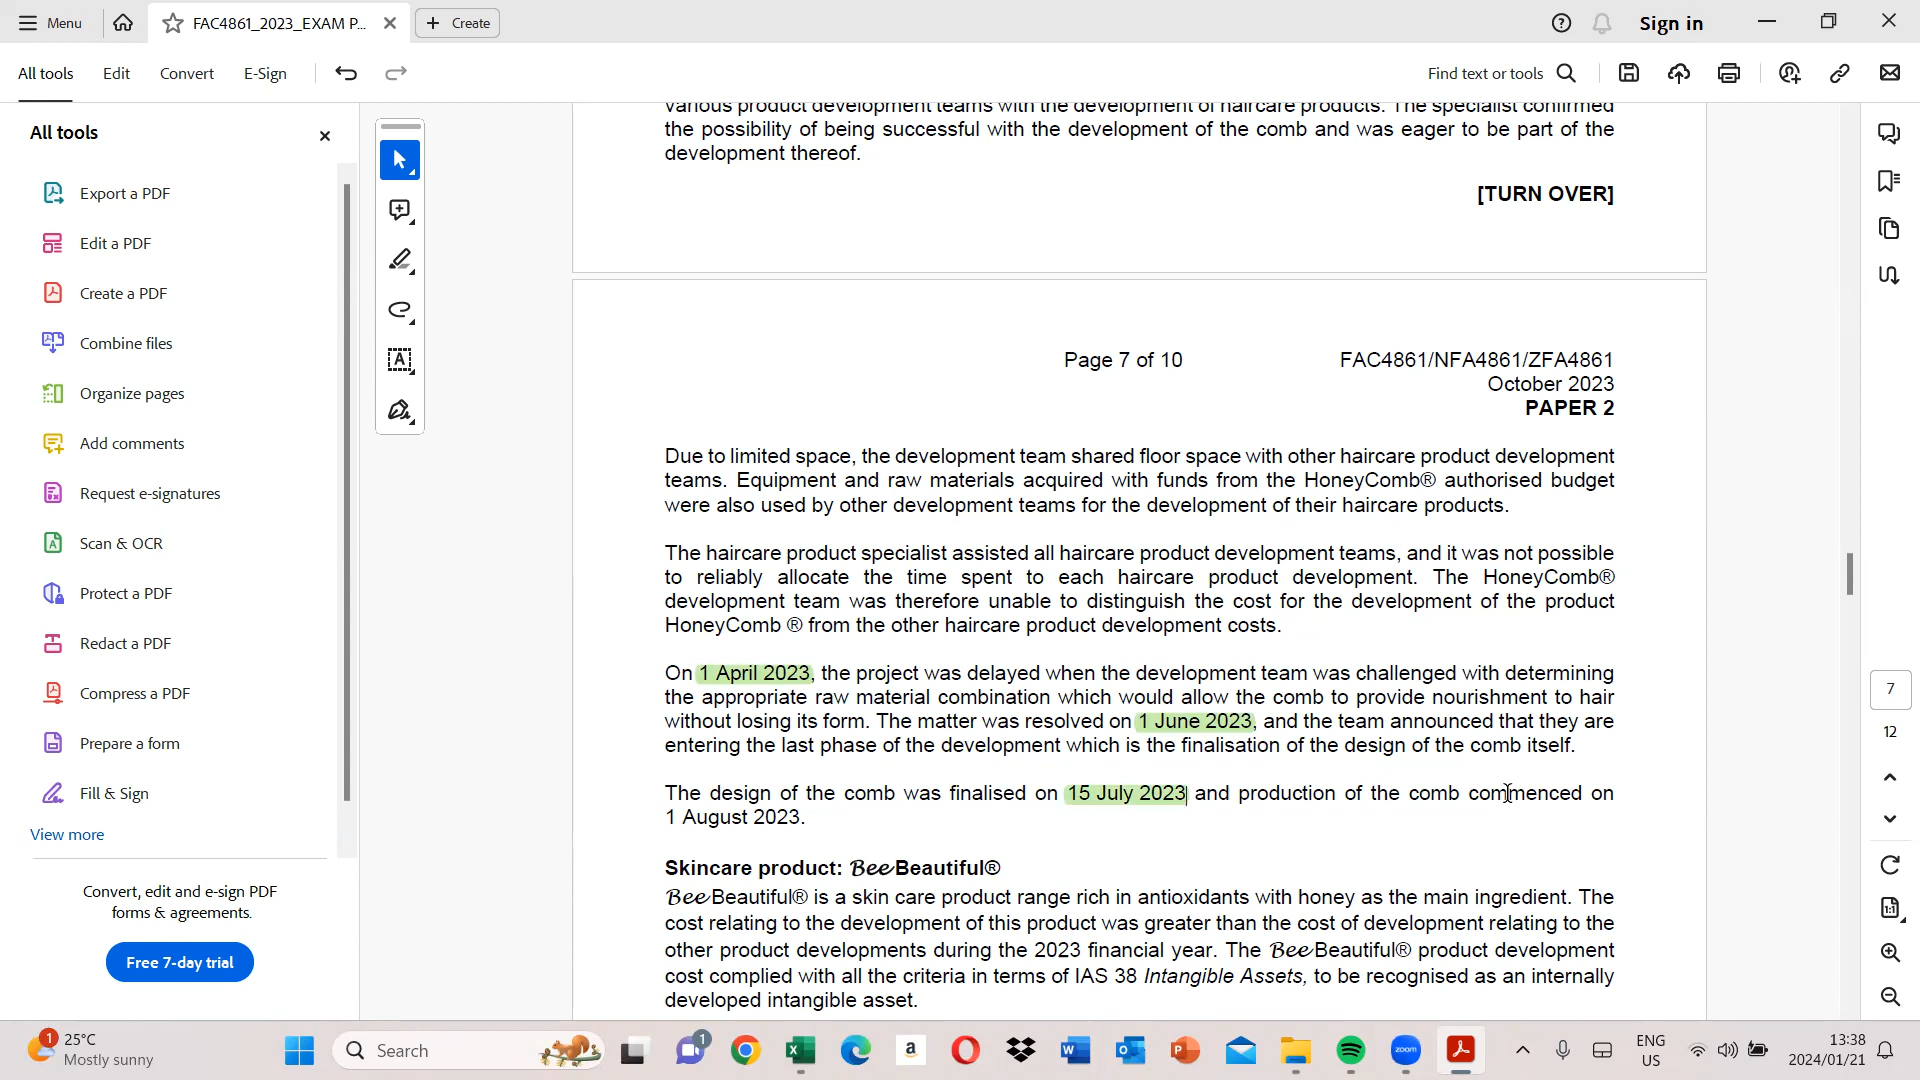 Menu
FAC4861_2023_EXAM P...
Create
Sign in
All tools
Edit
Convert
E-Sign
Find text or tools
All tools
Export a PDF
Edit a PDF
Create a PDF
Combine files
Organize pages
Add comments
Request e-signatures
Scan & OCR
Protect a PDF
Redact a PDF
Compress a PDF
Prepare a form
Fill & Sign
View more
Convert, edit and e-sign PDF
forms & agreements.
Free 7-day trial
various product development teams with the development of haircare products. The specialist confirmed
the possibility of being successful with the development of the comb and was eager to be part of the
development thereof.
[TURN OVER]
Page 7 of 10
FAC4861/NFA4861/ZFA4861
October 2023
PAPER 2
Due to limited space, the development team shared floor space with other haircare product development
teams. Equipment and raw materials acquired with funds from the HoneyComb® authorised budget
were also used by other development teams for the development of their haircare products.
The haircare product specialist assisted all haircare product development teams, and it was not possible
to reliably allocate the time spent to each haircare product development. The HoneyComb®
development team was therefore unable to distinguish the cost for the development of the product
HoneyComb ® from the other haircare product development costs.
On 1 April 2023, the project was delayed when the development team was challenged with determining
the appropriate raw material combination which would allow the comb to provide nourishment to hair
without losing its form. The matter was resolved on 1 June 2023, and the team announced that they are
entering the last phase of the development which is the finalisation of the design of the comb itself.
The design of the comb was finalised on 15 July 2023 and production of the comb commenced on
1 August 2023.
Skincare product: BeeBeautiful®
BeeBeautiful® is a skin care product range rich in antioxidants with honey as the main ingredient. The
cost relating to the development of this product was greater than the cost of development relating to the
other product developments during the 2023 financial year. The BeeBeautiful® product development
cost complied with all the criteria in terms of IAS 38 Intangible Assets, to be recognised as an internally
developed intangible asset.
7
12
1:1
1
25°C
Mostly sunny
Search
1
zoom
ENG
US
13:38
2024/01/21